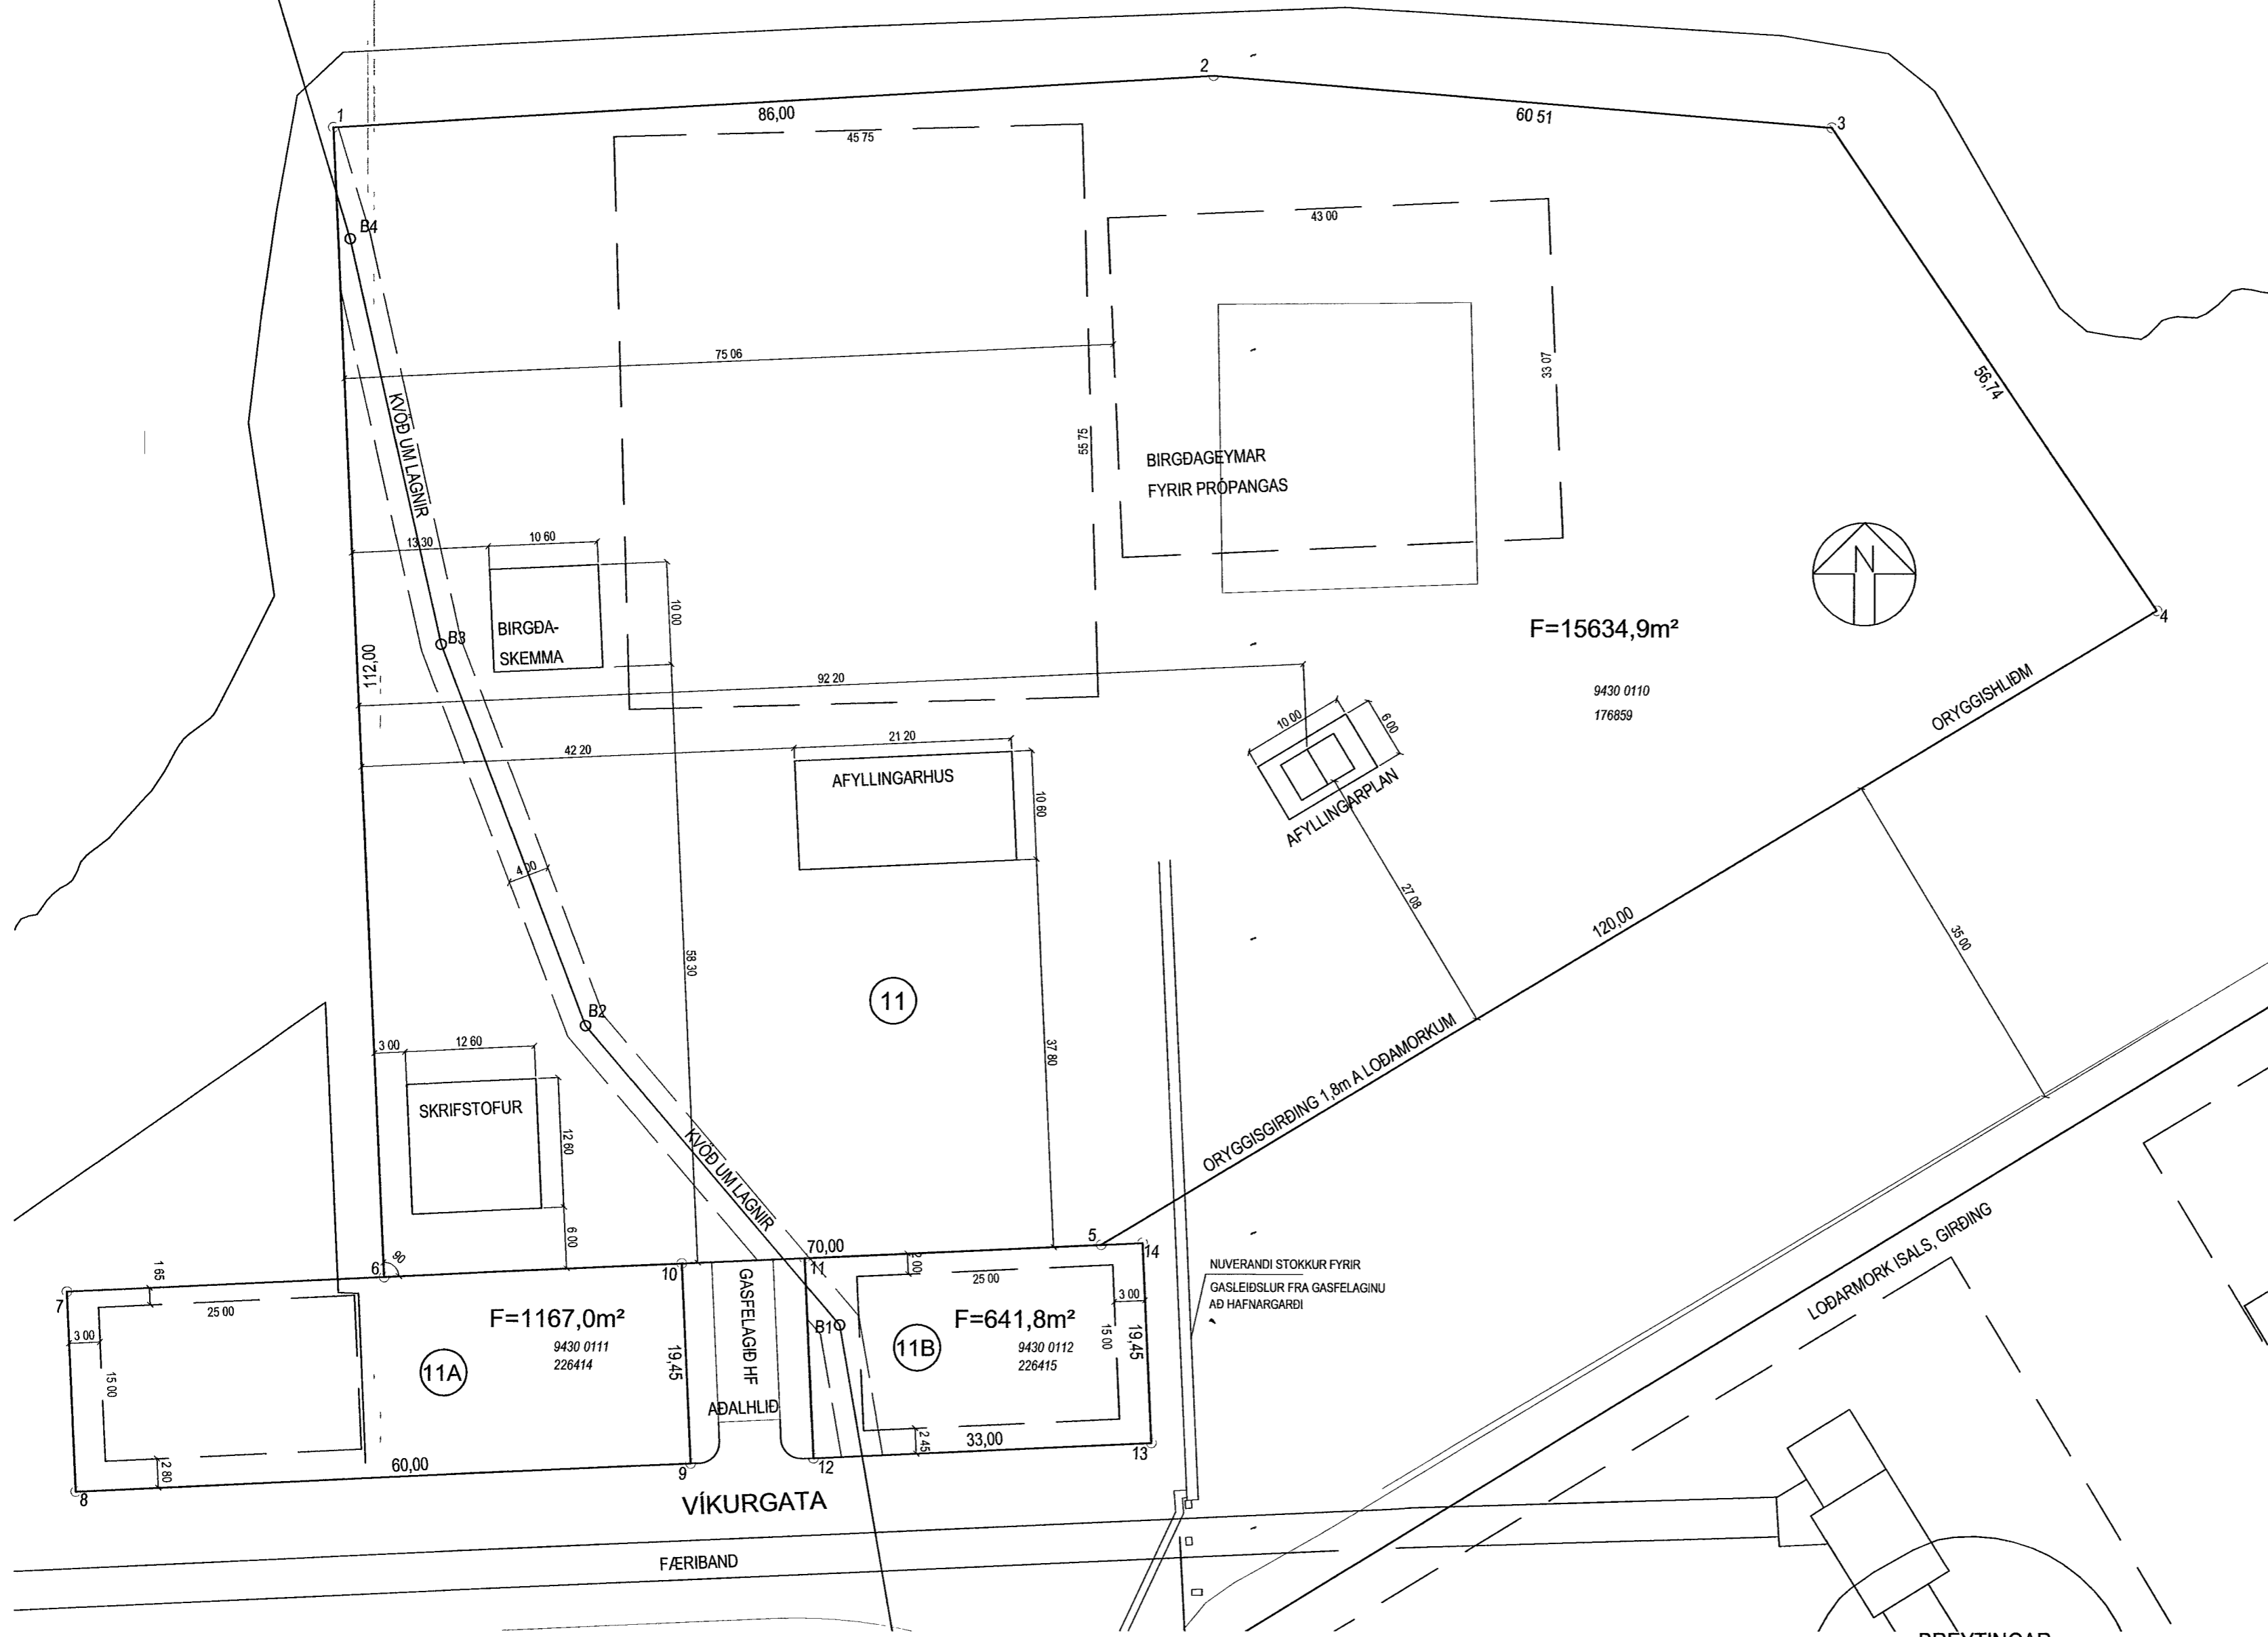 2
1
86,00
45 75
60 51
3
B4
43 00
75 06
33 07
56,74
KVÖÐ UM LAGNIR
55 75
BIRGÐAGEYMAR
FYRIR PROPANGAS
13 30
10 60
N
10 00
BIRGÐA-
SKEMMA
B3
112,00
F=15634,9m²
4
92 20
9430 0110
176859
ORYGGISHLIÐM
10 00
6 00
42 20
21 20
AFYLLINGARHUS
10 60
AFYLLINGARPLAN
4 00
27 08
120,00
35 00
58 30
11
B2
3 00
12 60
37 80
ORYGGISGIRÐING 1,8m A LOÐAMORKUM
SKRIFSTOFUR
12 60
KVÖÐ UM LAGNIR
6 00
LOÐARMORK ISALS, GIRÐING
70,00
5
14
90
6
10
11
2 00
1 65
7
25 00
25 00
NUVERANDI STOKKUR FYRIR
GASLEIÐSLUR FRA GASFELAGINU
AÐ HAFNARGARÐI
3 00
3 00
F=1167,0m²
9430 0111
226414
GASFELAGIÐ HF
B1
F=641,8m²
9430 0112
226415
15 00
11A
19,45
11B
15 00
19,45
AÐALHLIÐ
2 80
60,00
9
12
2 45
33,00
13
8
VÍKURGATA
FÆRIBAND
BREYTINGAR